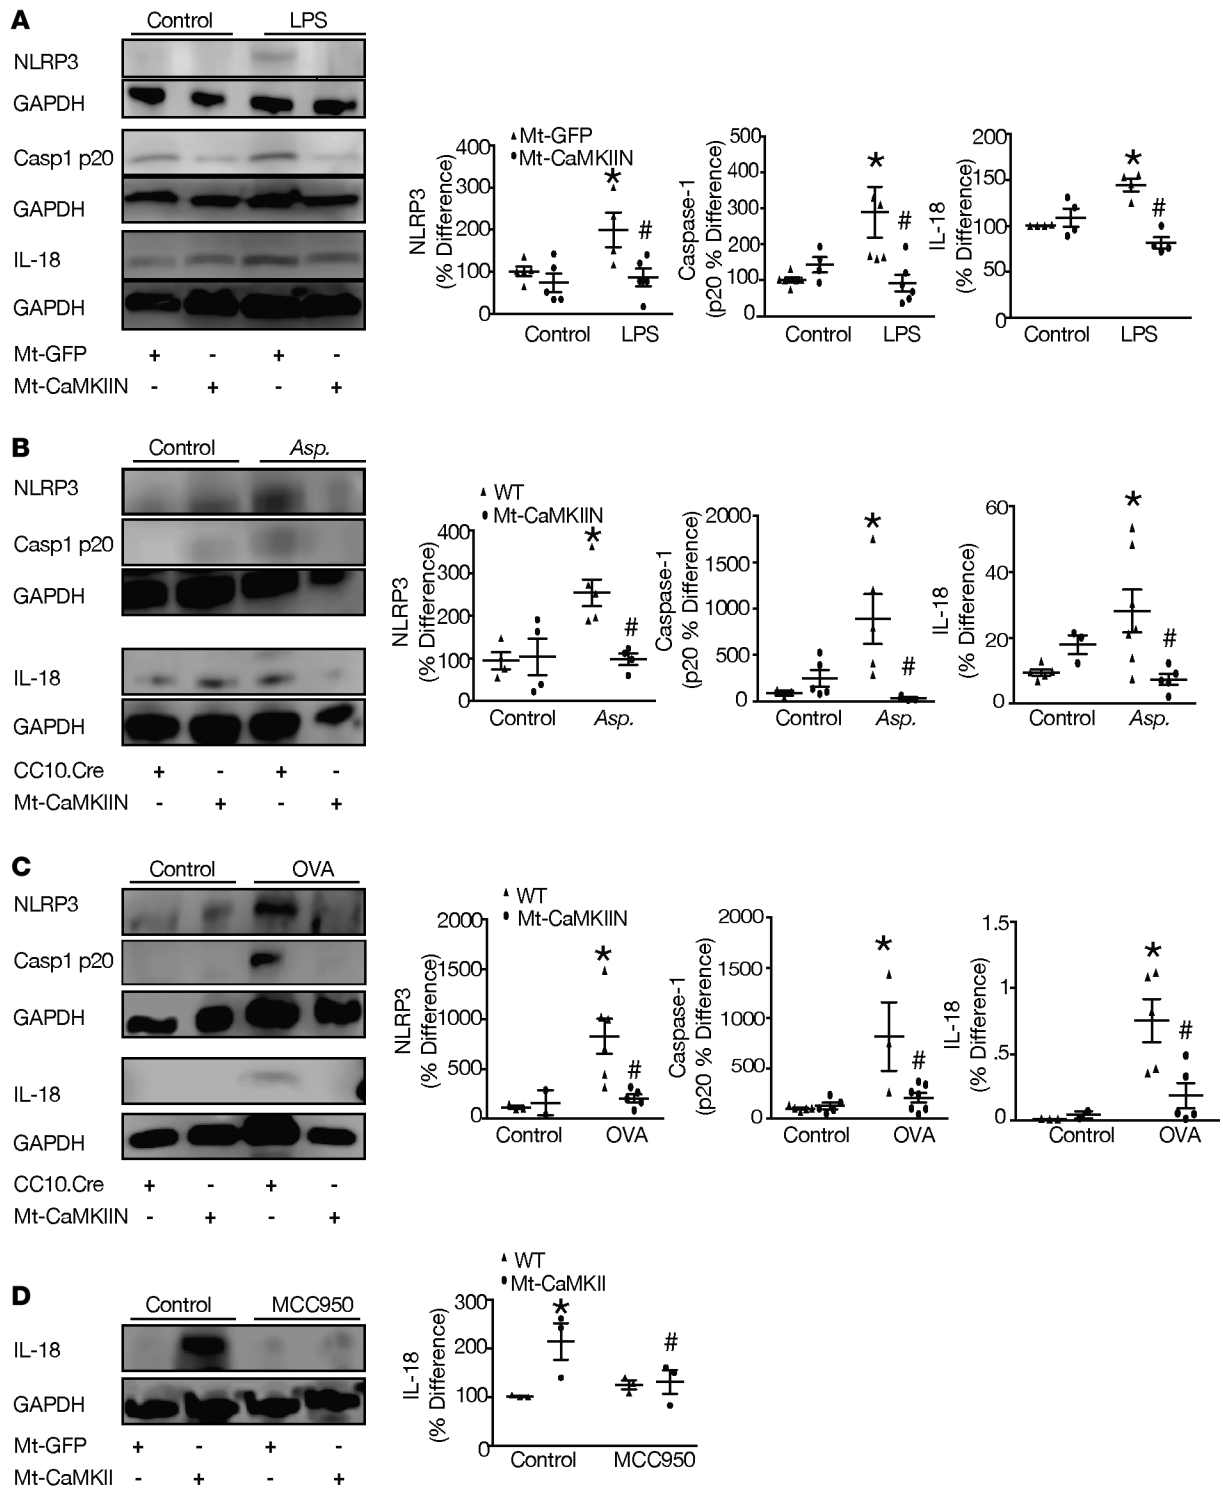 A
Control LPS
NLRP3
GAPDH
Casp1 p20
GAPDH
IL-18
GAPDH
Mt-GFP + - + -
Mt-CaMKIIN - + - +
▲Mt-GFP
●Mt-CaMKIIN
NLRP3
(% Difference)
400
300
200
100
0
*
#
Control LPS
Caspase-1
(p20 % Difference)
500
400
300
200
100
0
*
#
Control LPS
IL-18
(% Difference)
200
150
100
50
0
*
#
Control LPS
B
Control Asp.
NLRP3
Casp1 p20
GAPDH
IL-18
GAPDH
CC10.Cre + - + -
Mt-CaMKIIN - + - +
▲ WT
● Mt-CaMKIIN
NLRP3
(% Difference)
400
300
200
100
0
*
#
Control Asp.
Caspase-1
(p20 % Difference)
2000
1500
1000
500
0
*
#
Control Asp.
IL-18
(% Difference)
60
40
20
0
*
#
Control Asp.
C
Control OVA
NLRP3
Casp1 p20
GAPDH
IL-18
GAPDH
CC10.Cre + - + -
Mt-CaMKIIN - + - +
▲ WT
● Mt-CaMKIIN
NLRP3
(% Difference)
2000
1500
1000
500
0
*
#
Control OVA
Caspase-1
(p20 % Difference)
2000
1500
1000
500
0
*
#
Control OVA
IL-18
(% Difference)
1.5
1
.5
0
*
#
Control OVA
D
Control MCC950
IL-18
GAPDH
Mt-GFP + - + -
Mt-CaMKII - + - +
▲ WT
● Mt-CaMKII
IL-18
(% Difference)
300
200
100
0
*
#
Control MCC950